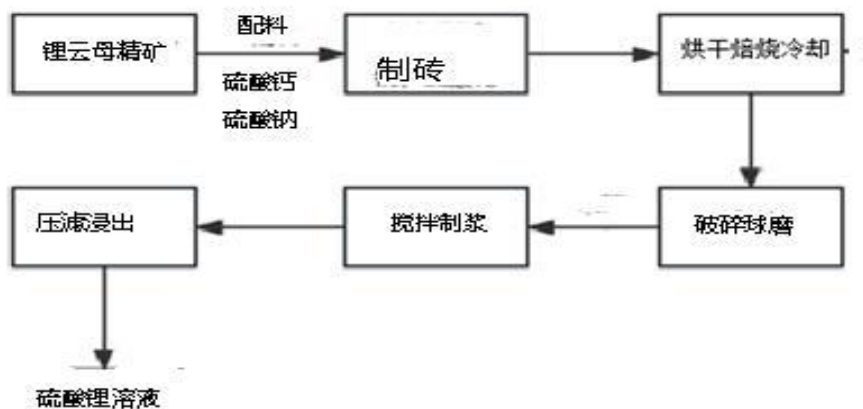 锂云母精矿
配料
硫酸钙
硫酸钠
制砖
烘干焙烧冷却
破碎球磨
搅拌制浆
压滤浸出
硫酸锂溶液